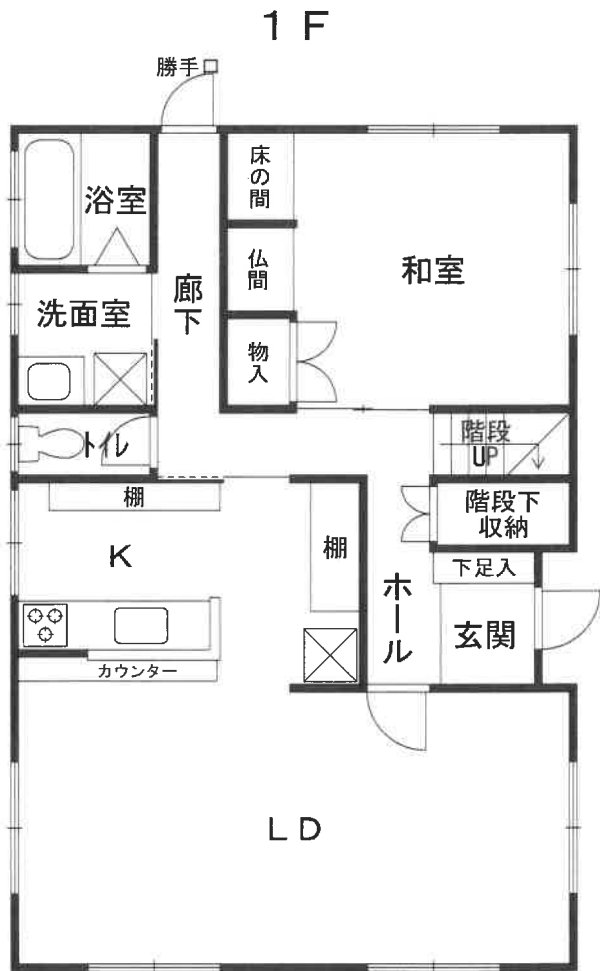 1 F
勝手
浴室
床の間
仏間
和室
洗面室
廊下
物入
トイレ
階段
UP
棚
階段下
収納
K
棚
下足入
ホール
玄関
カウンター
LD